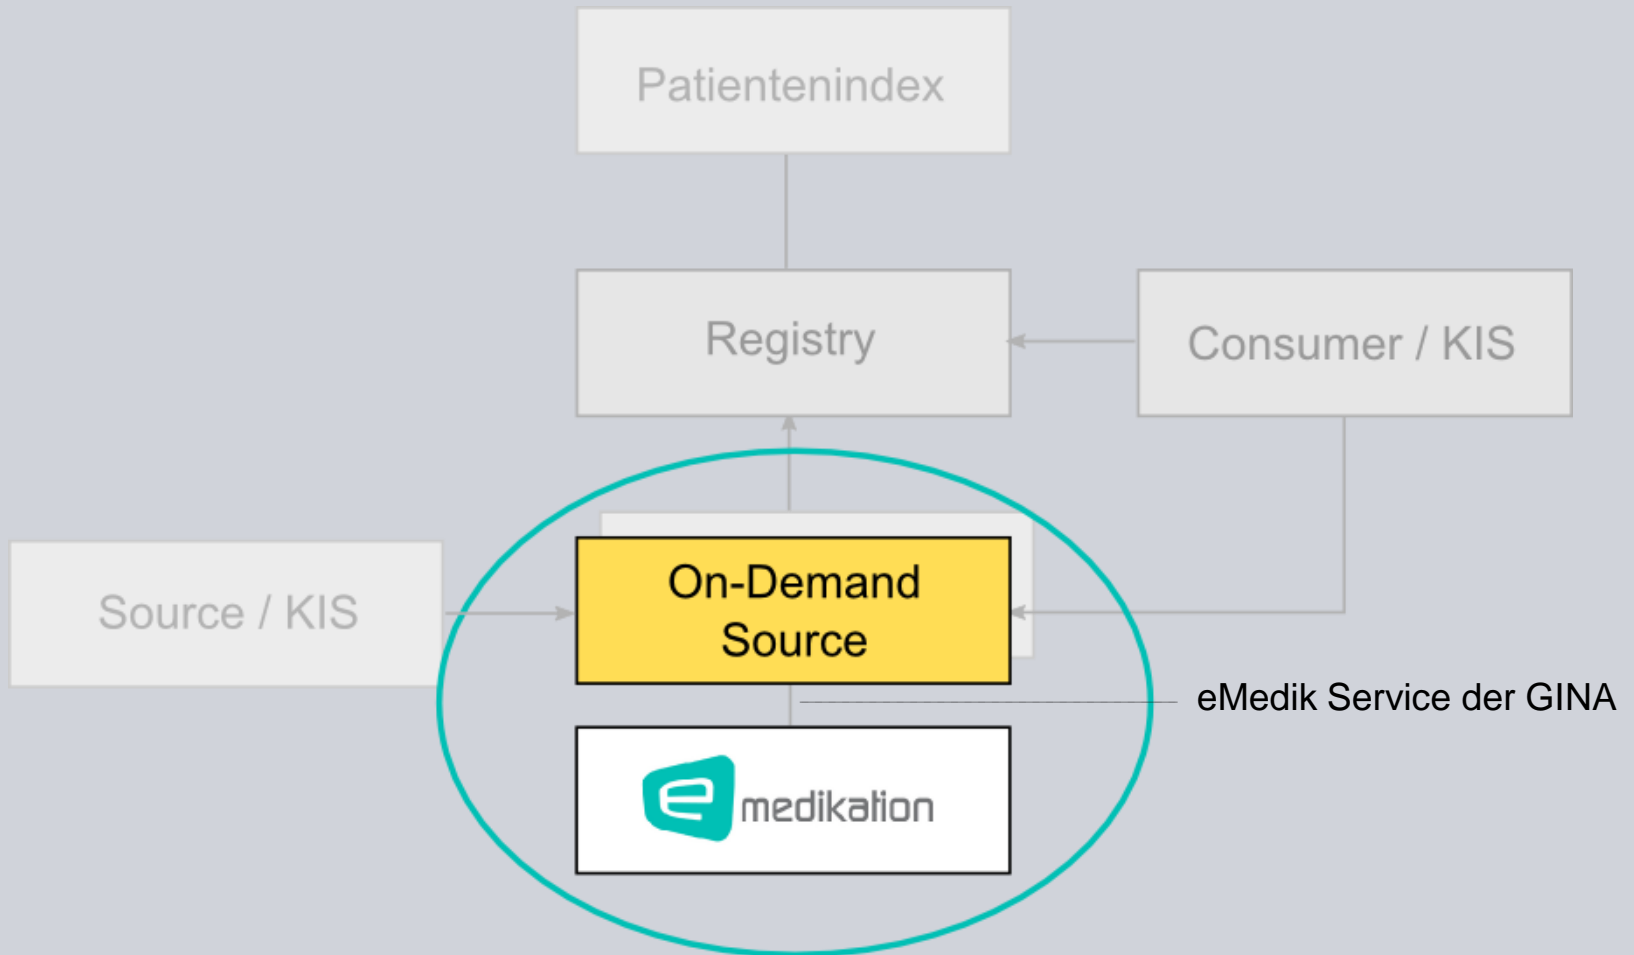 Patientenindex
Registry
Consumer / KIS
Source / KIS
On-Demand
Source
eMedik Service der GINA
e medikation